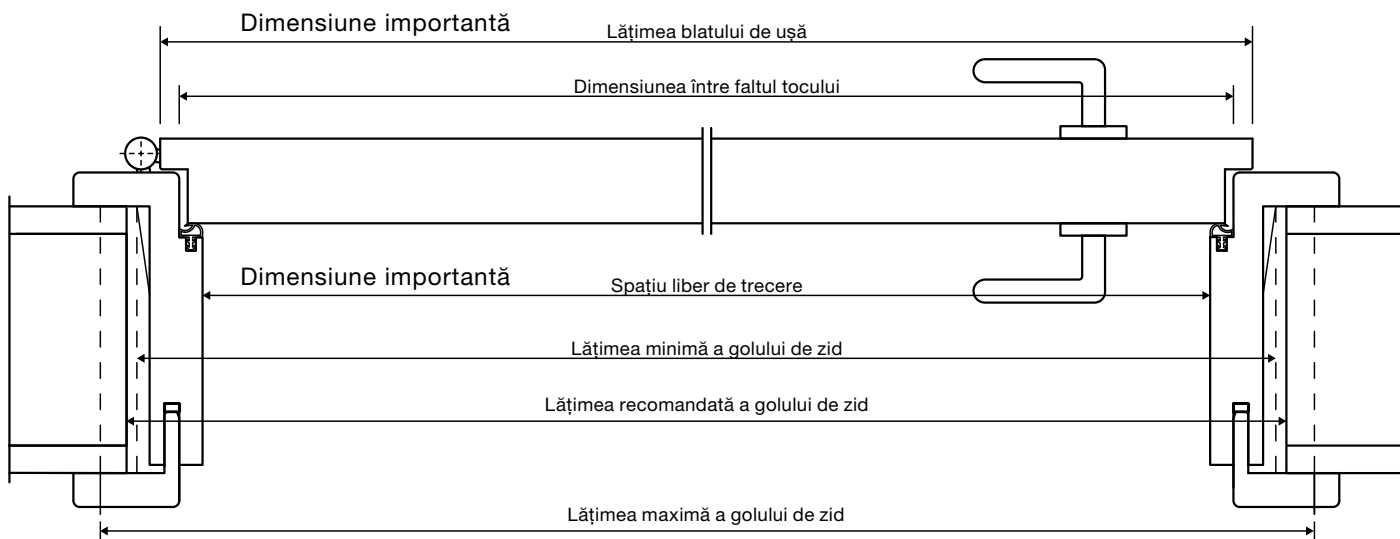 Dimensiune importantă
Lățimea blatului de ușă
Dimensiunea între faltul tocului
Dimensiune importantă
Spațiu liber de trecere
Lățimea minimă a golului de zid
Lățimea recomandată a golului de zid
Lățimea maximă a golului de zid